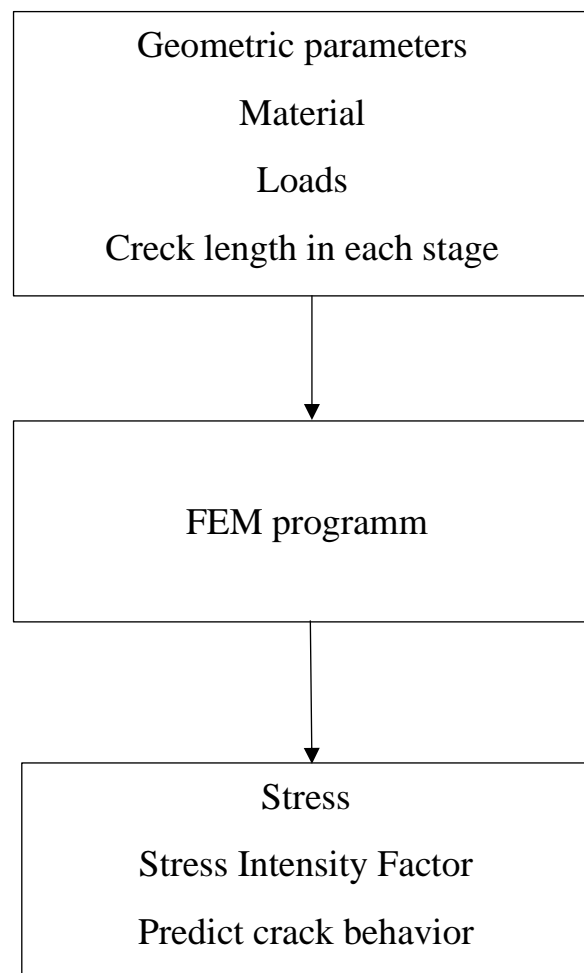 Geometric parameters
Material
Loads
Creck length in each stage
FEM programm
Stress
Stress Intensity Factor
Predict crack behavior